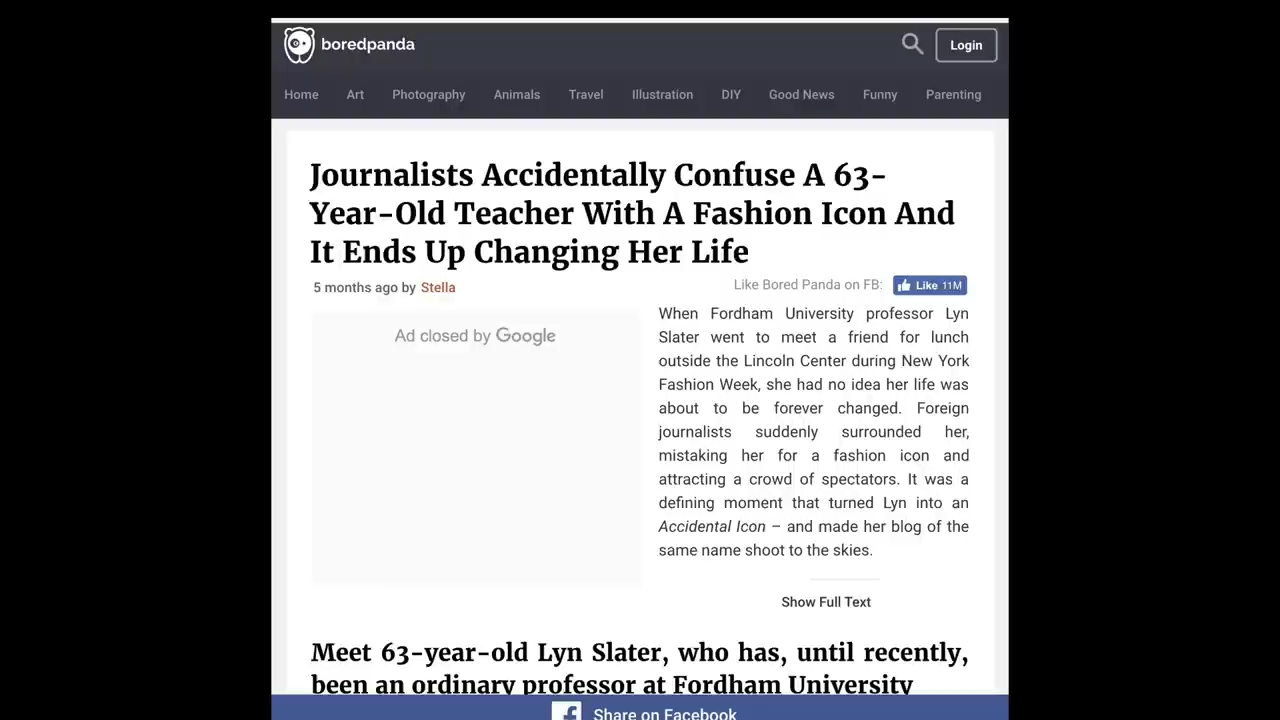 boredpanda
Login
Home Art Photography Animals Travel Illustration DIY Good News Funny Parenting
Journalists Accidentally Confuse A 63-
Year-Old Teacher With A Fashion Icon And
It Ends Up Changing Her Life
5 months ago by Stella
Like Bored Panda on FB: Like 11M
Ad closed by Google
When Fordham University professor Lyn
Slater went to meet a friend for lunch
outside the Lincoln Center during New York
Fashion Week, she had no idea her life was
about to be forever changed. Foreign
journalists suddenly surrounded her,
mistaking her for a fashion icon and
attracting a crowd of spectators. It was a
defining moment that turned Lyn into an
Accidental Icon – and made her blog of the
same name shoot to the skies.
Show Full Text
Meet 63-year-old Lyn Slater, who has, until recently,
been an ordinary professor at Fordham University
Share on Facebook